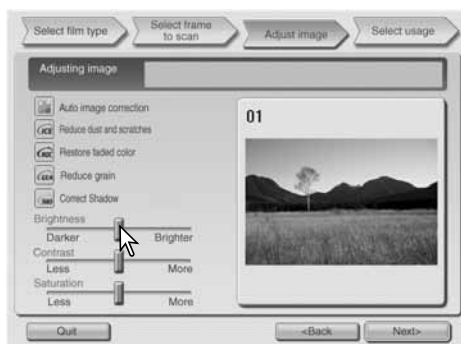 Select film type
Select frame
to scan
Adjust image
Select usage
Adjusting image
Auto image correction
Reduce dust and scratches
Restore faded color
Reduce grain
Correct Shadow
Brightness
Darker
Brighter
Contrast
Less
More
Saturation
Less
More
01
Quit
<Back
Next>